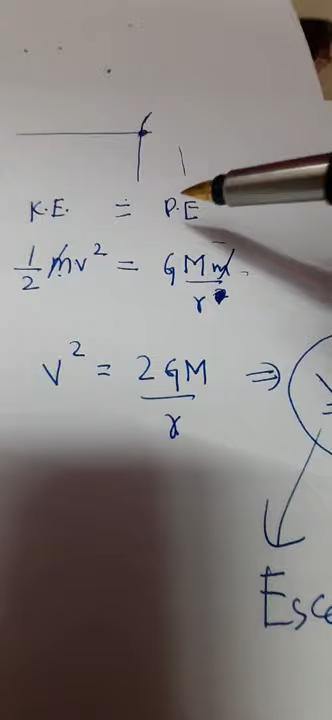 K.E. = P.E
1/2 mv² = GMm/r
V² = 2GM/r ⇒ V
Esc